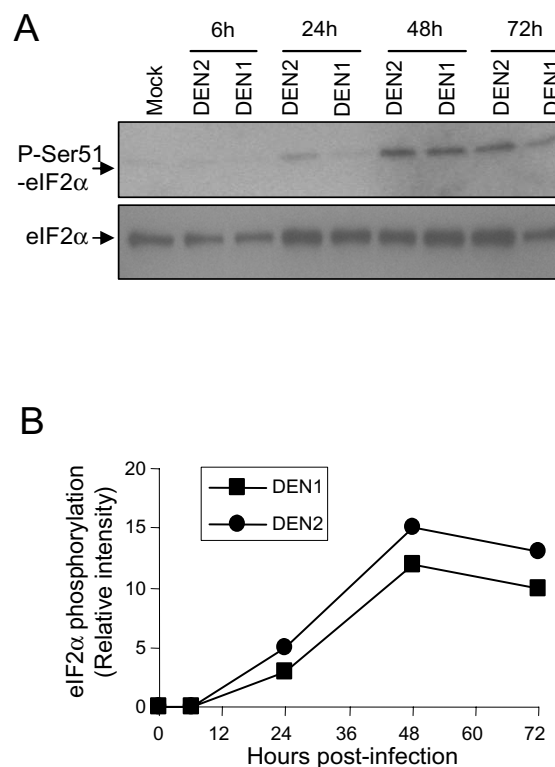 A
6h 24h 48h 72h
Mock DEN2 DEN1 DEN2 DEN1 DEN2 DEN1 DEN2 DEN1
P-Ser51
-eIF2α
eIF2α
B
20
15
10
5
0
eIF2α phosphorylation
(Relative intensity)
DEN1
DEN2
0 12 24 36 48 60 72
Hours post-infection